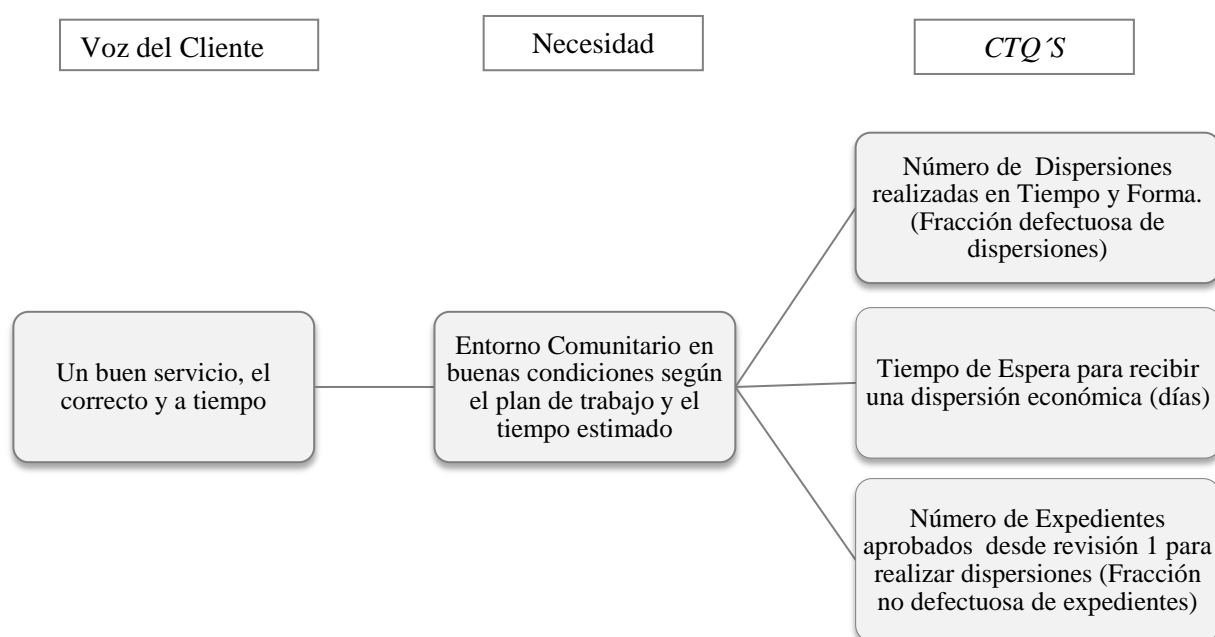 Voz del Cliente
Necesidad
CTQ´S
Un buen servicio, el
correcto y a tiempo
Entorno Comunitario en
buenas condiciones según
el plan de trabajo y el
tiempo estimado
Número de Dispersiones
realizadas en Tiempo y Forma.
(Fracción defectuosa de
dispersiones)
Tiempo de Espera para recibir
una dispersión económica (días)
Número de Expedientes
aprobados desde revisión 1 para
realizar dispersiones (Fracción
no defectuosa de expedientes)